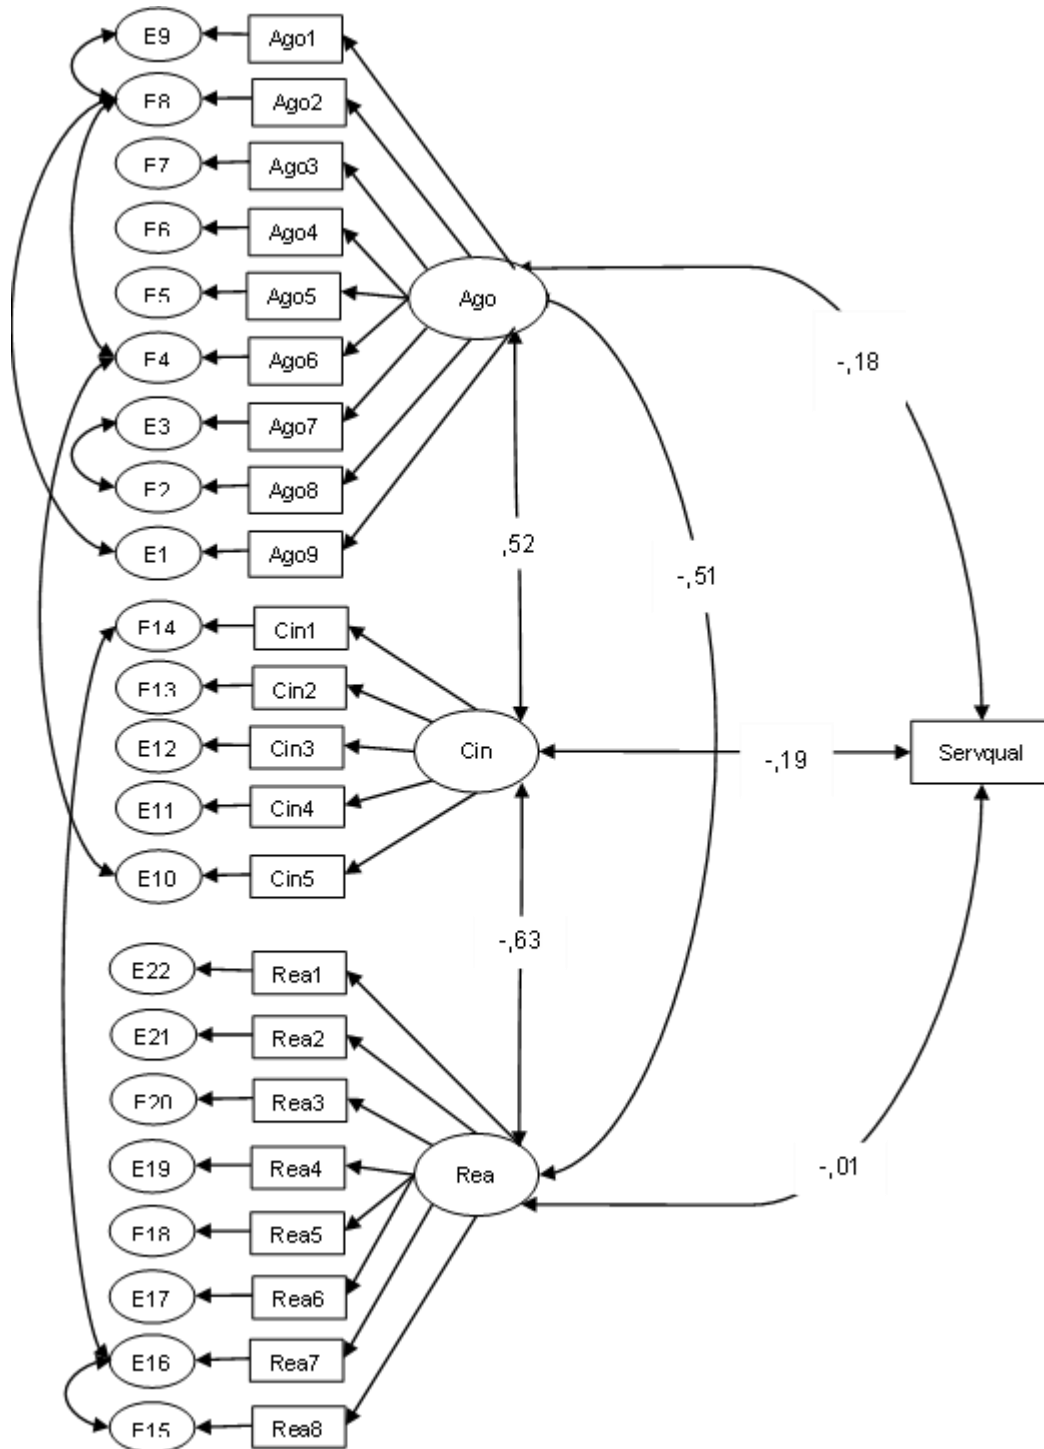 E9 Ago1
E8 Ago2
E7 Ago3
E6 Ago4
E5 Ago5
E4 Ago6
E3 Ago7
E2 Ago8
E1 Ago9
Ago
-,18
,52
-,51
E14 Cin1
E13 Cin2
E12 Cin3
E11 Cin4
E10 Cin5
Cin
-,19
Servqual
-,63
E22 Rea1
E21 Rea2
E20 Rea3
E19 Rea4
E18 Rea5
E17 Rea6
E16 Rea7
E15 Rea8
Rea
-,01